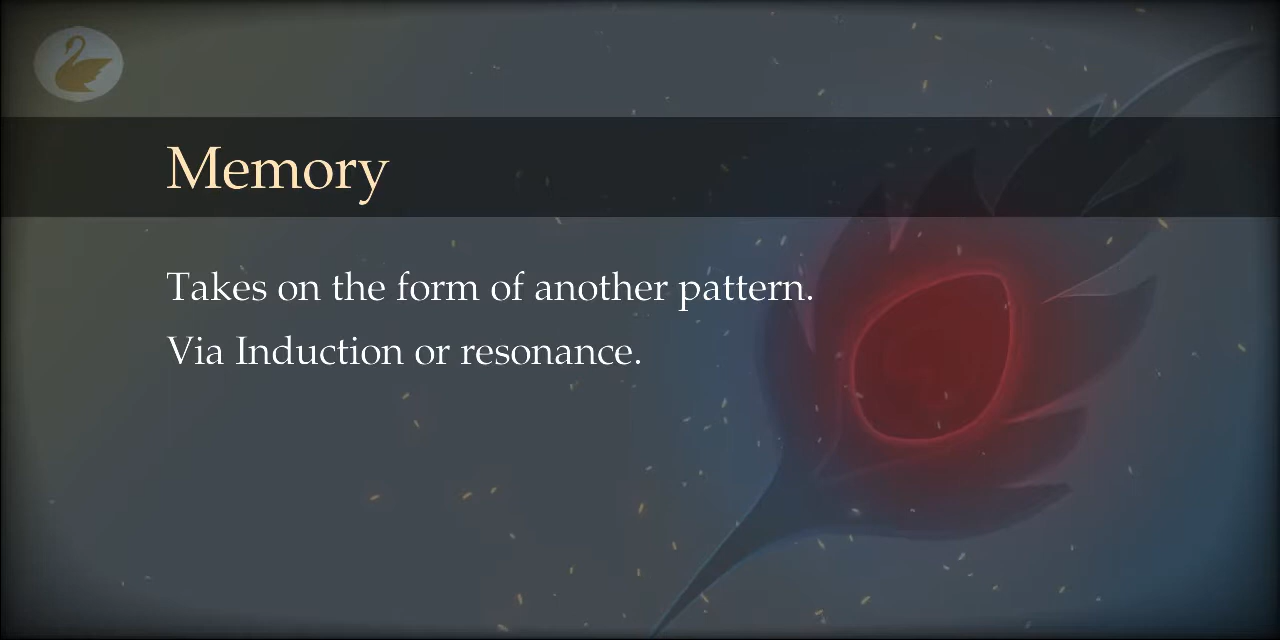 Memory
Takes on the form of another pattern.
Via Induction or resonance.